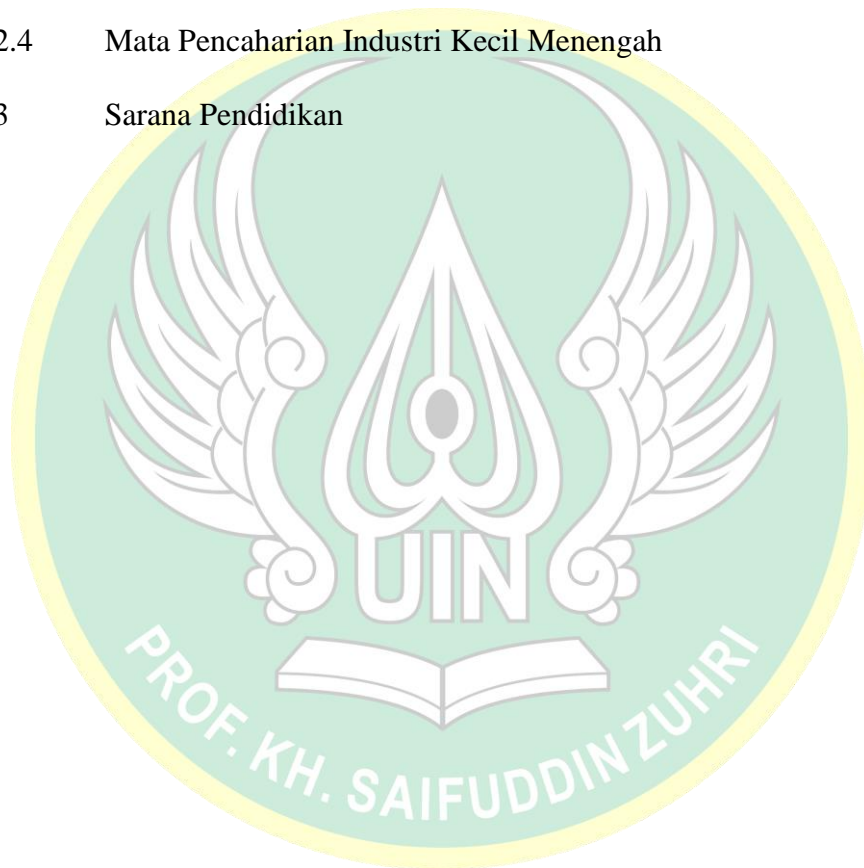 2.4 Mata Pencaharian Industri Kecil Menengah
3 Sarana Pendidikan
UIN
PROF. KH. SAIFUDDIN ZUHRI